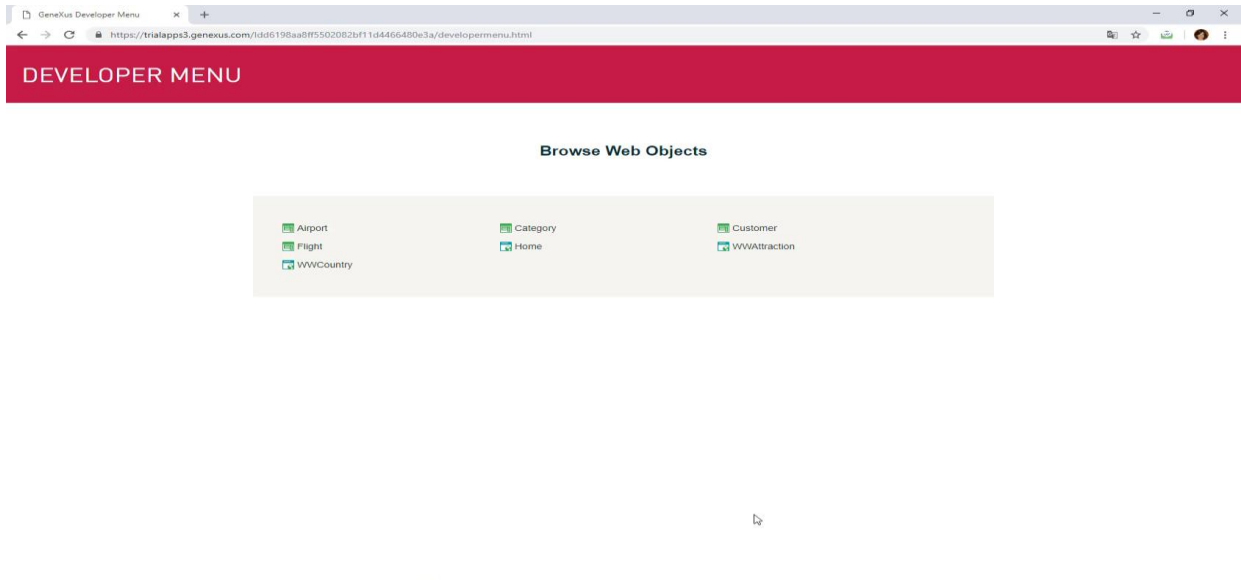 GeneXus Developer Menu
https://trialapps3.genexus.com/Idd6198aa8ff5502082bf11d4466480e3a/developermenu.html
DEVELOPER MENU
Browse Web Objects
Airport Category Customer
Flight Home WWAttraction
WWCountry